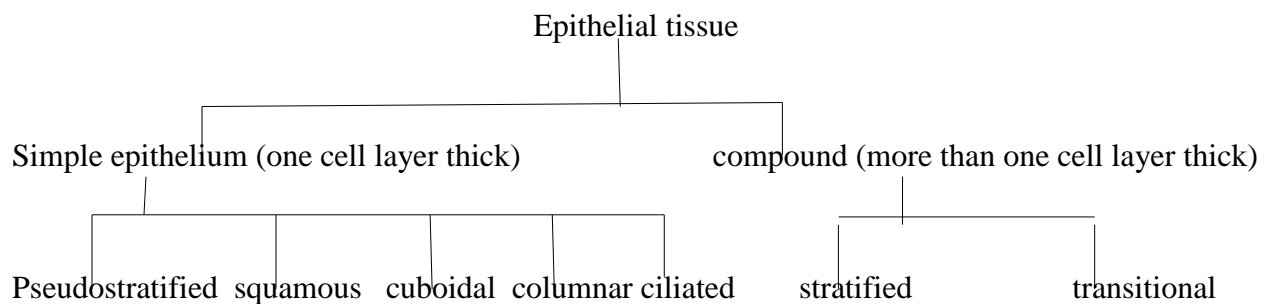 Epithelial tissue
Simple epithelium (one cell layer thick) compound (more than one cell layer thick)
Pseudostratified squamous cuboidal columnar ciliated stratified transitional